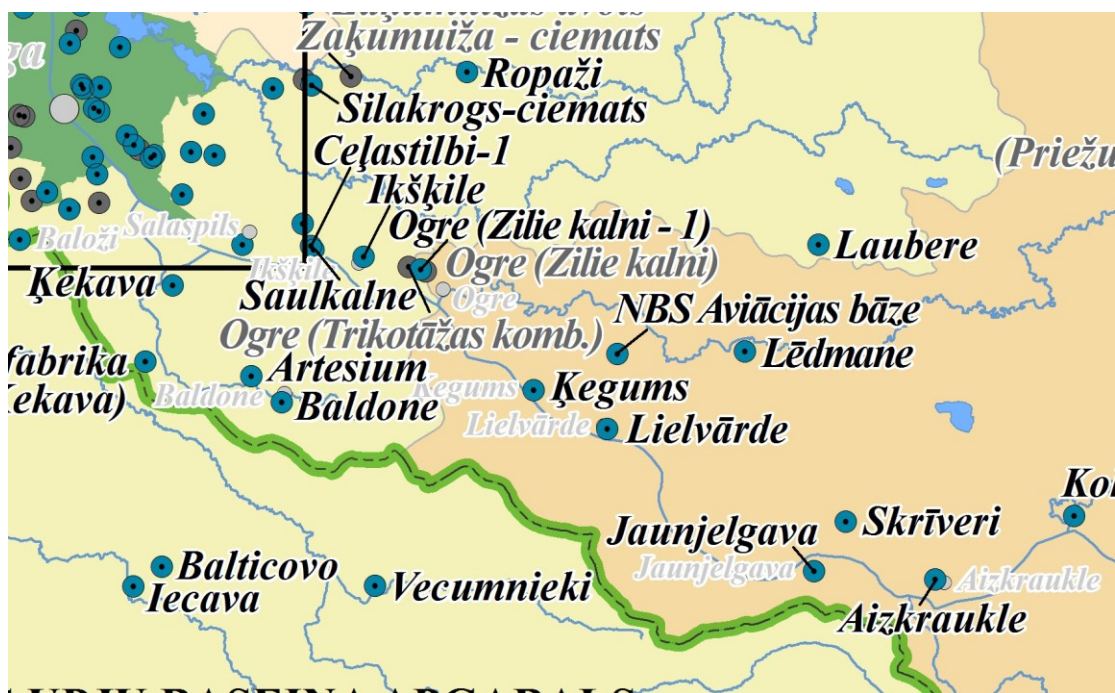 Zaķumuiža - ciemats
Ropaži
Silakrogs-ciemats
Ceļastilbi-1
(Priežu
Ikšķile
Salaspils
Ogre (Zilie kalni - 1)
Laubere
Baloži
Ikšķile
Ogre (Zilie kalni)
Ķekava
Saulkalne
Ogre
NBS Aviācijas bāze
Ogre (Trikotāžas komb.)
Lēdmane
fabrika
Artesium
Ķegums
Ķegums
Baldone
Ķekava)
Baldone
Lielvārde
Lielvārde
Skrīveri
Jaunjelgava
Balticovo
Jaunjelgava
Aizkraukle
Iecava
Vecumnieki
Aizkraukle